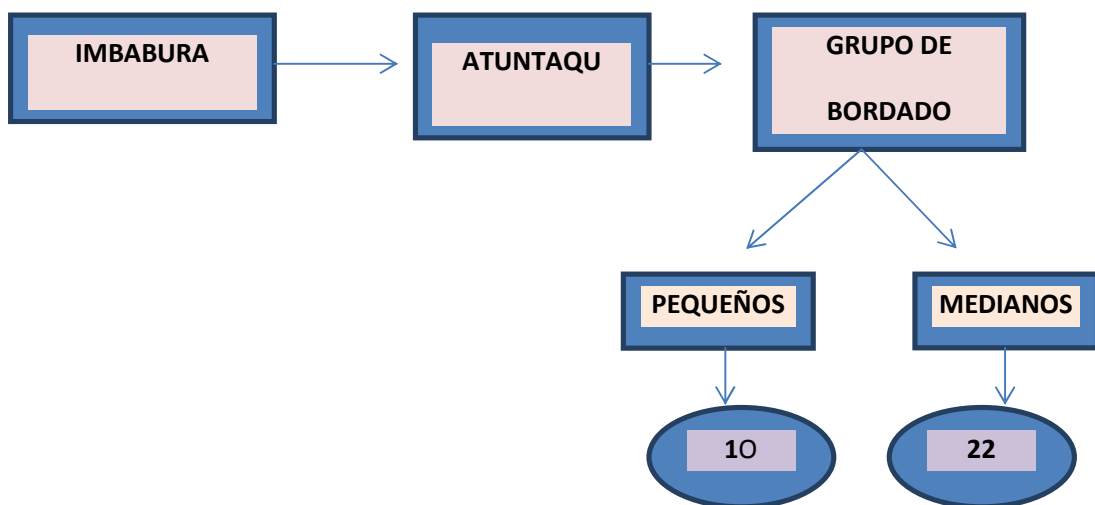 IMBABURA
ATUNTAQU
GRUPO DE
BORDADO
PEQUEÑOS
MEDIANOS
1O
22